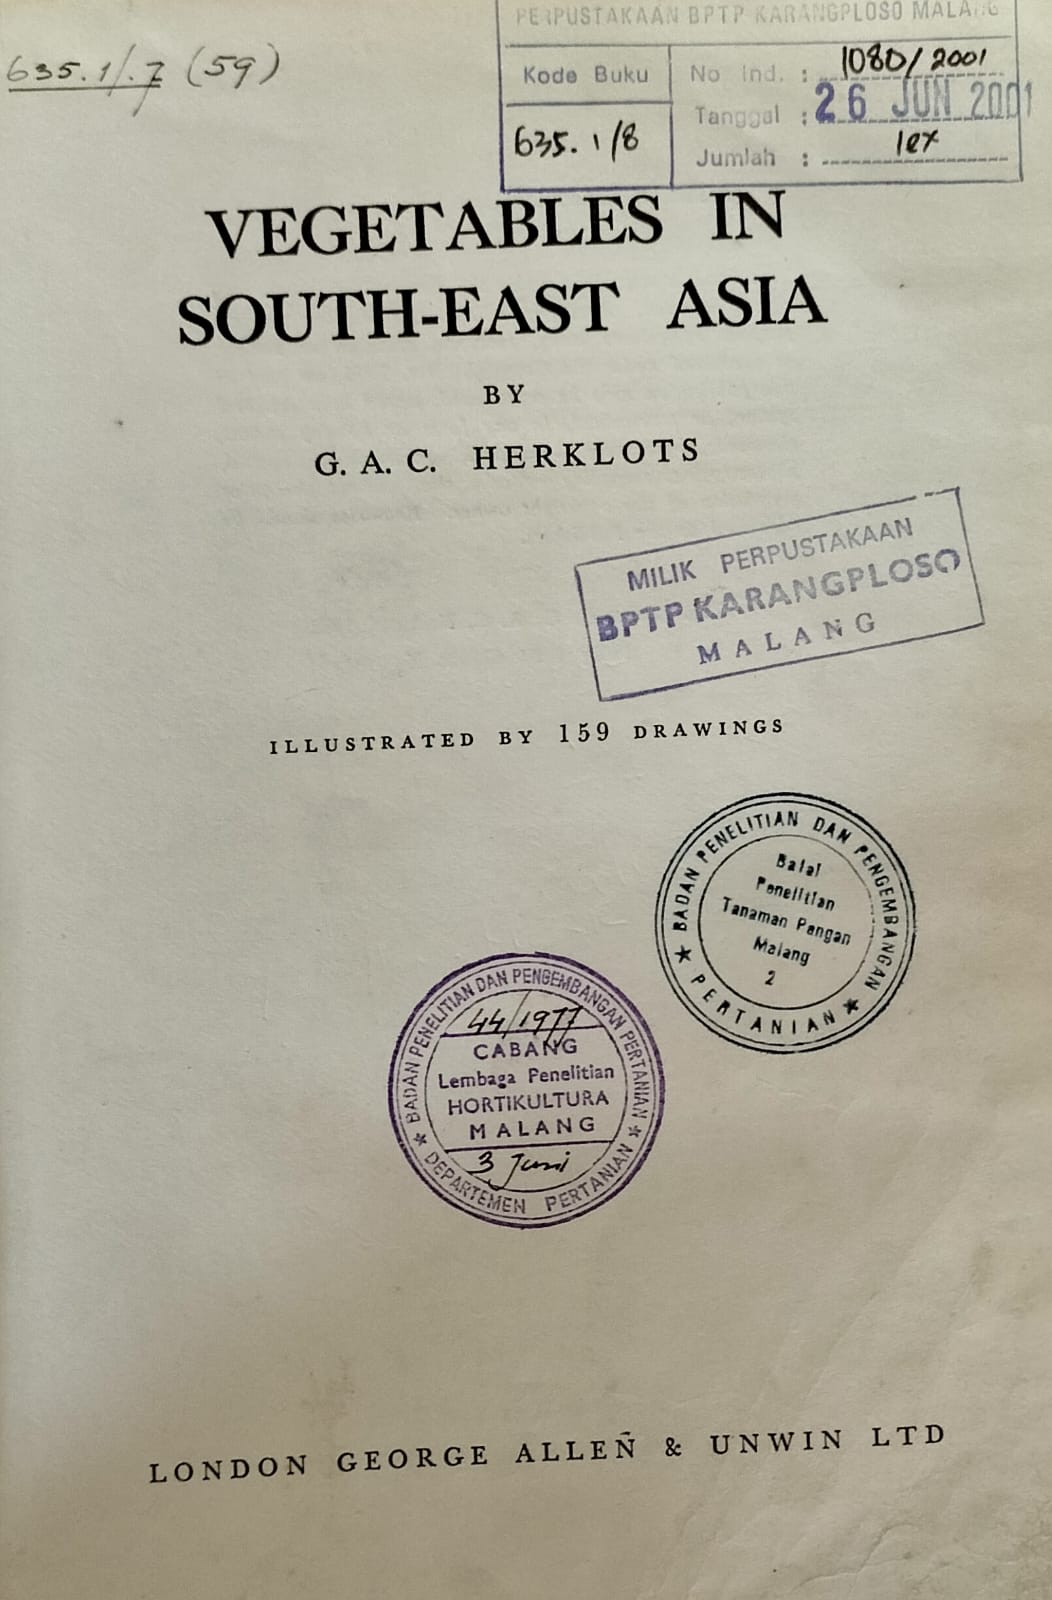 635.1/.7 (59)
PERPUSTAKAAN BPTP KARANGPLOSO MALANG
Kode Buku
635.1/8
No Ind. : 1080/2001
Tanggal : 26 JUN 2001
Jumlah : 1ex
VEGETABLES IN
SOUTH-EAST ASIA
BY
G. A. C. HERKLOTS
MILIK PERPUSTAKAAN
BPTP KARANGPLOSO
MALANG
ILLUSTRATED BY 159 DRAWINGS
BADAN PENELITIAN DAN PENGEMBANGAN
PERTANIAN
Balai
Penelitian
Tanaman Pangan
Malang
2
BADAN PENELITIAN DAN PENGEMBANGAN PERTANIAN
DEPARTEMEN PERTANIAN
44/1977
CABANG
Lembaga Penelitian
HORTIKULTURA
MALANG
3 Juni
LONDON GEORGE ALLEN & UNWIN LTD